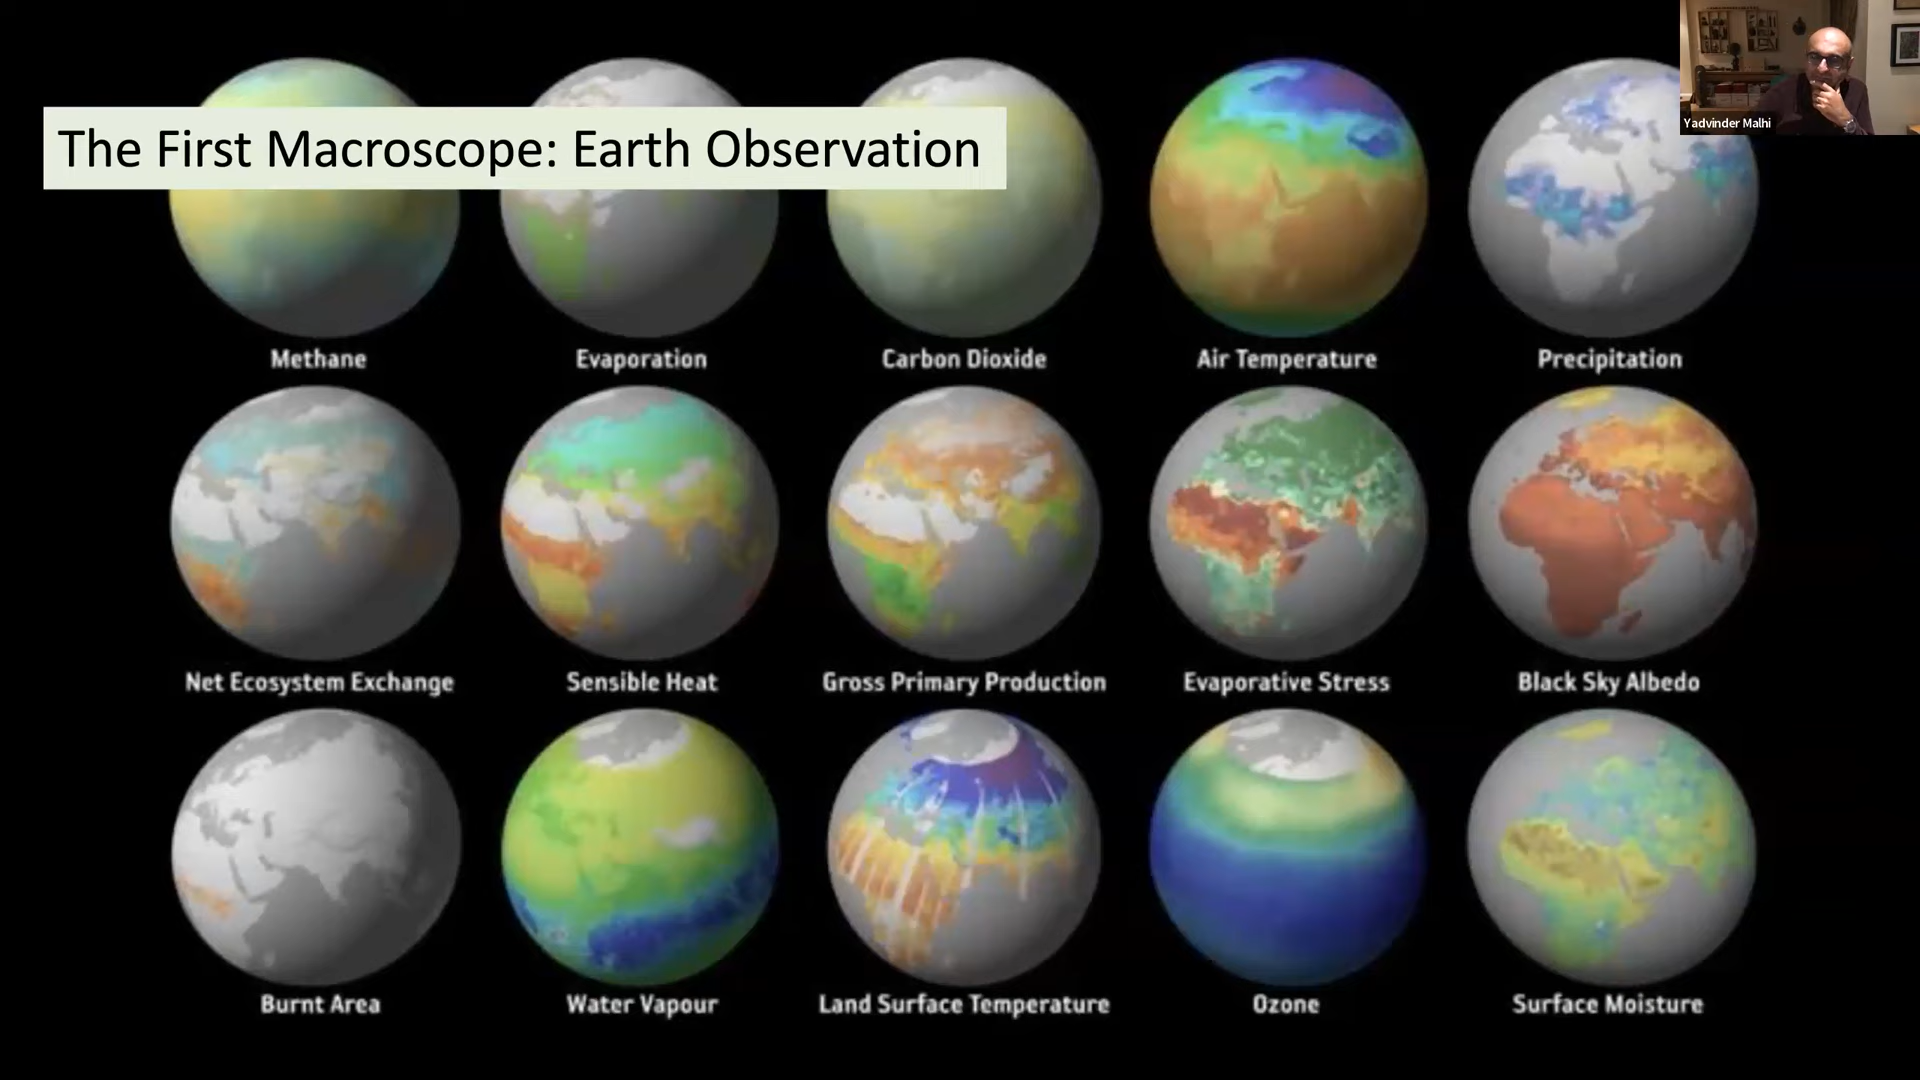 The First Macroscope: Earth Observation
Yadvinder Malhi
Methane
Evaporation
Carbon Dioxide
Air Temperature
Precipitation
Net Ecosystem Exchange
Sensible Heat
Gross Primary Production
Evaporative Stress
Black Sky Albedo
Burnt Area
Water Vapour
Land Surface Temperature
Ozone
Surface Moisture